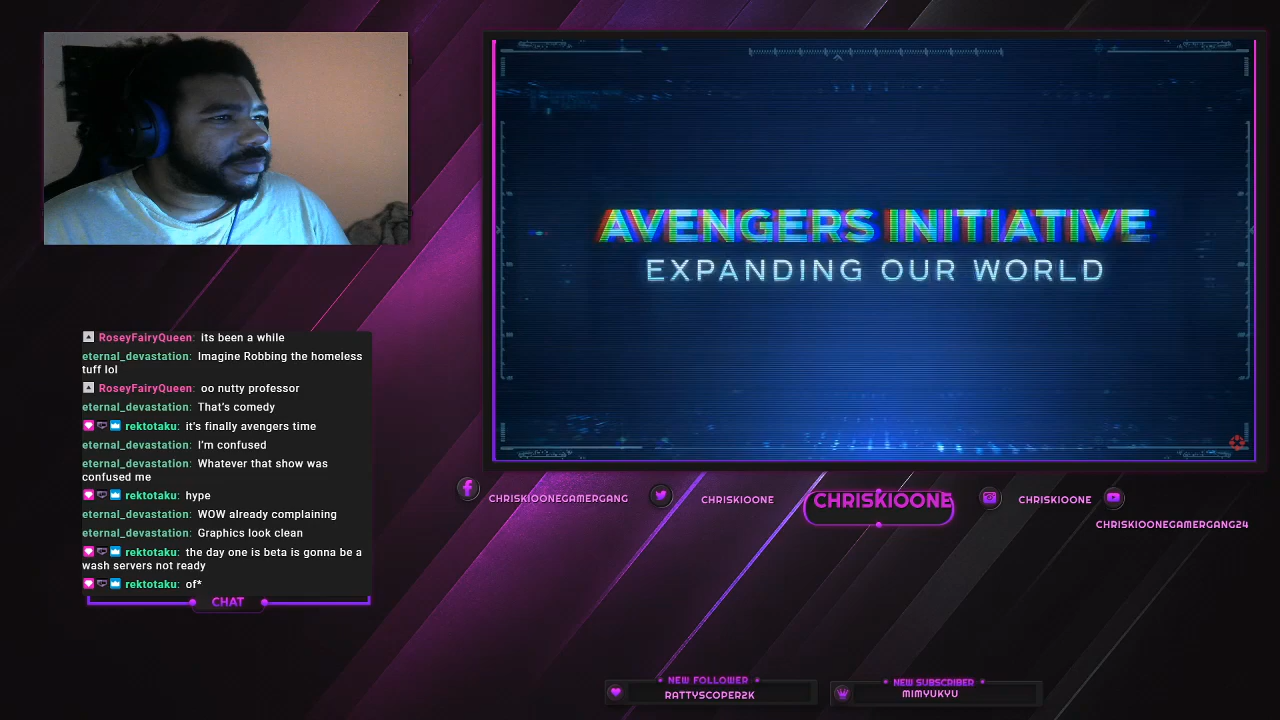 AVENGERS INITIATIVE
EXPANDING OUR WORLD
RoseyFairyQueen: Its been a while
eternal_devastation: Imagine Robbing the homeless
tuff lol
RoseyFairyQueen: oo nutty professor
eternal_devastation: That's comedy
rektotaku: it's finally avengers time
eternal_devastation: I'm confused
eternal_devastation: Whatever that show was
confused me
rektotaku: hype
eternal_devastation: WOW already complaining
eternal_devastation: Graphics look clean
rektotaku: the day one is beta is gonna be a
wash servers not ready
rektotaku: of*
CHAT
CHRISKIOONEGAMERGANG
CHRISKIOONE
CHRISKIOONE
CHRISKIOONE
CHRISKIOONEGAMERGANG24
NEW FOLLOWER
RATTYSCOPER2K
NEW SUBSCRIBER
MIMYUKYU